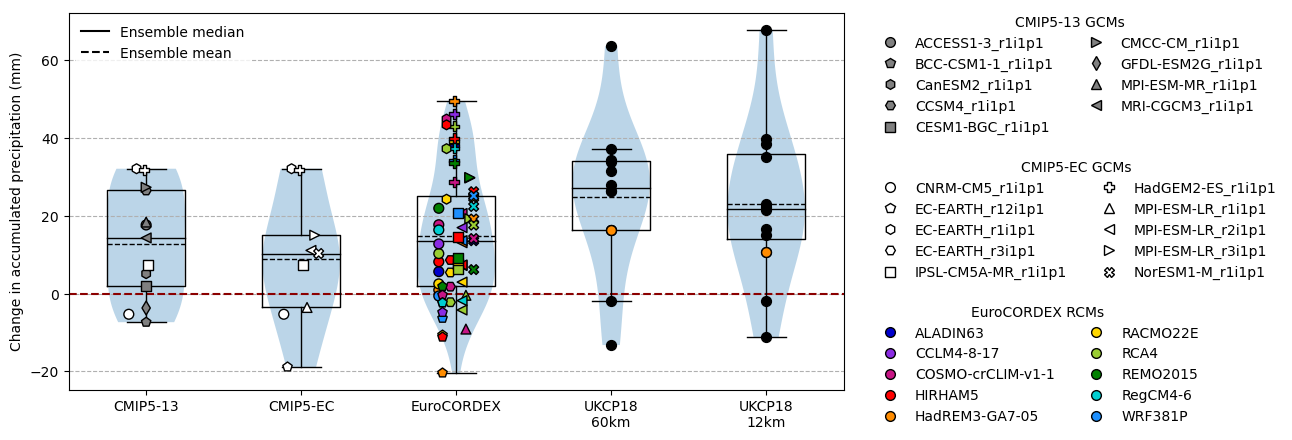 Change in accumulated precipitation (mm)
60
40
20
0
−20
Ensemble median
Ensemble mean
CMIP5-13
CMIP5-EC
EuroCORDEX
UKCP18
60km
UKCP18
12km
CMIP5-13 GCMs
ACCESS1-3_r1i1p1
BCC-CSM1-1_r1i1p1
CanESM2_r1i1p1
CCSM4_r1i1p1
CESM1-BGC_r1i1p1
CMCC-CM_r1i1p1
GFDL-ESM2G_r1i1p1
MPI-ESM-MR_r1i1p1
MRI-CGCM3_r1i1p1
CMIP5-EC GCMs
CNRM-CM5_r1i1p1
EC-EARTH_r12i1p1
EC-EARTH_r1i1p1
EC-EARTH_r3i1p1
IPSL-CM5A-MR_r1i1p1
HadGEM2-ES_r1i1p1
MPI-ESM-LR_r1i1p1
MPI-ESM-LR_r2i1p1
MPI-ESM-LR_r3i1p1
NorESM1-M_r1i1p1
EuroCORDEX RCMs
ALADIN63
CCLM4-8-17
COSMO-crCLIM-v1-1
HIRHAM5
HadREM3-GA7-05
RACMO22E
RCA4
REMO2015
RegCM4-6
WRF381P